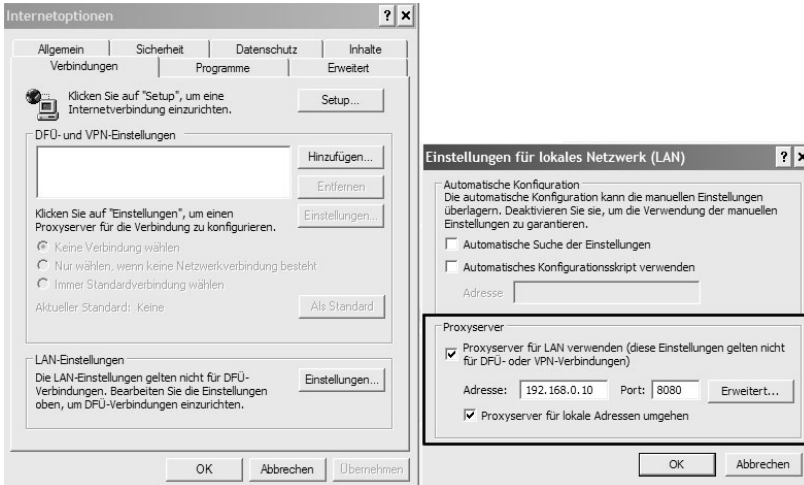 Internetoptionen
Allgemein Sicherheit Datenschutz Inhalte
Verbindungen Programme Erweitert
Klicken Sie auf "Setup", um eine
Internetverbindung einzurichten.
Setup...
DFÜ- und VPN-Einstellungen
Hinzufügen...
Entfernen
Klicken Sie auf "Einstellungen", um einen
Proxyserver für die Verbindung zu konfigurieren.
Einstellungen...
Keine Verbindung wählen
Nur wählen, wenn keine Netzwerkverbindung besteht
Immer Standardverbindung wählen
Aktueller Standard: Keine
Als Standard
LAN-Einstellungen
Die LAN-Einstellungen gelten nicht für DFÜ-
Verbindungen. Bearbeiten Sie die Einstellungen
oben, um DFÜ-Verbindungen einzurichten.
Einstellungen...
OK Abbrechen Übernehmen
Einstellungen für lokales Netzwerk (LAN)
Automatische Konfiguration
Die automatische Konfiguration kann die manuellen Einstellungen
überlagern. Deaktivieren Sie sie, um die Verwendung der manuellen
Einstellungen zu garantieren.
Automatische Suche der Einstellungen
Automatisches Konfigurationsskript verwenden
Adresse
Proxyserver
Proxyserver für LAN verwenden (diese Einstellungen gelten nicht
für DFÜ- oder VPN-Verbindungen)
Adresse: 192.168.0.10 Port: 8080 Erweitert...
Proxyserver für lokale Adressen umgehen
OK Abbrechen